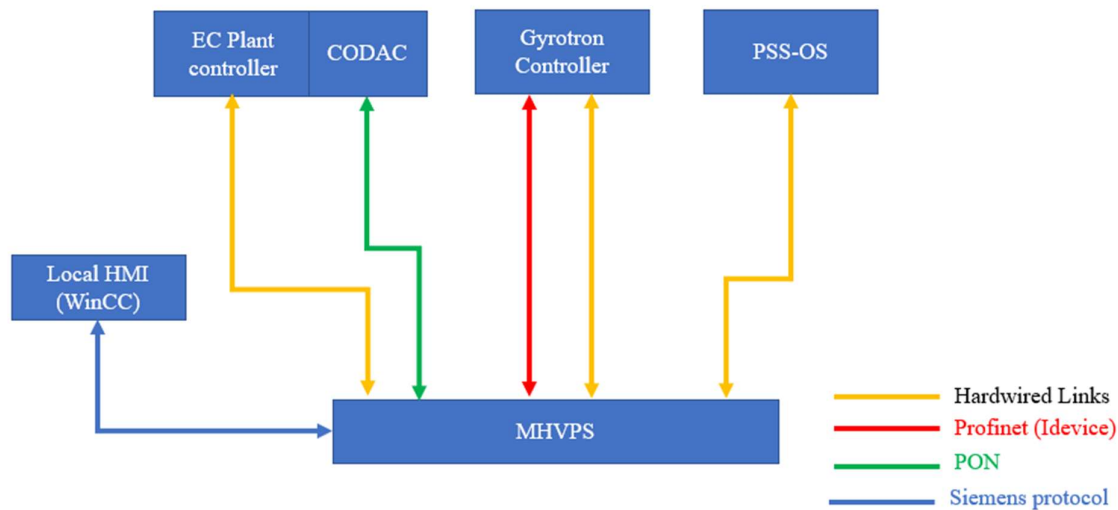 EC Plant
controller
CODAC
Gyrotron
Controller
PSS-OS
Local HMI
(WinCC)
MHVPS
Hardwired Links
Profinet (Idevice)
PON
Siemens protocol